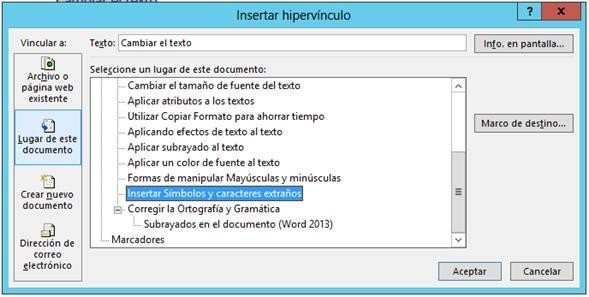 Cambiar el texto
Insertar hipervínculo
? X
Vincular a:
Texto: Cambiar el texto
Info. en pantalla...
Archivo o
página web
existente
Lugar de este
documento
Crear nuevo
documento
Dirección de
correo
electrónico
Seleccione un lugar de este documento:
Cambiar el tamaño de fuente del texto
Aplicar atributos a los textos
Utilizar Copiar Formato para ahorrar tiempo
Aplicando efectos de texto al texto
Aplicar subrayado al texto
Aplicar un color de fuente al texto
Formas de manipular Mayúsculas y minúsculas
Insertar Símbolos y caracteres extraños
Corregir la Ortografía y Gramática
Subrayados en el documento (Word 2013)
Marcadores
Marco de destino...
Aceptar
Cancelar